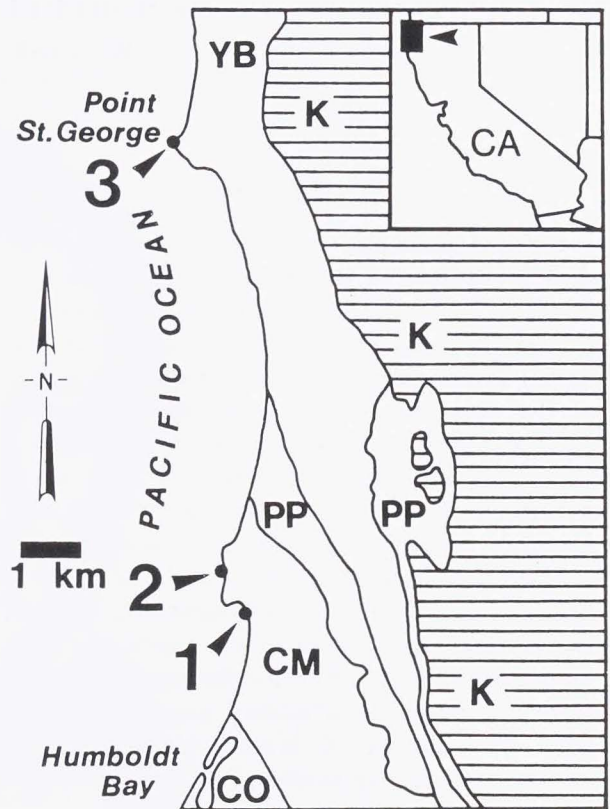 YB
K
CA
Point
St. George
3
PACIFIC OCEAN
K
-N-
PP
PP
1 km
2
1
CM
K
Humboldt
Bay
CO